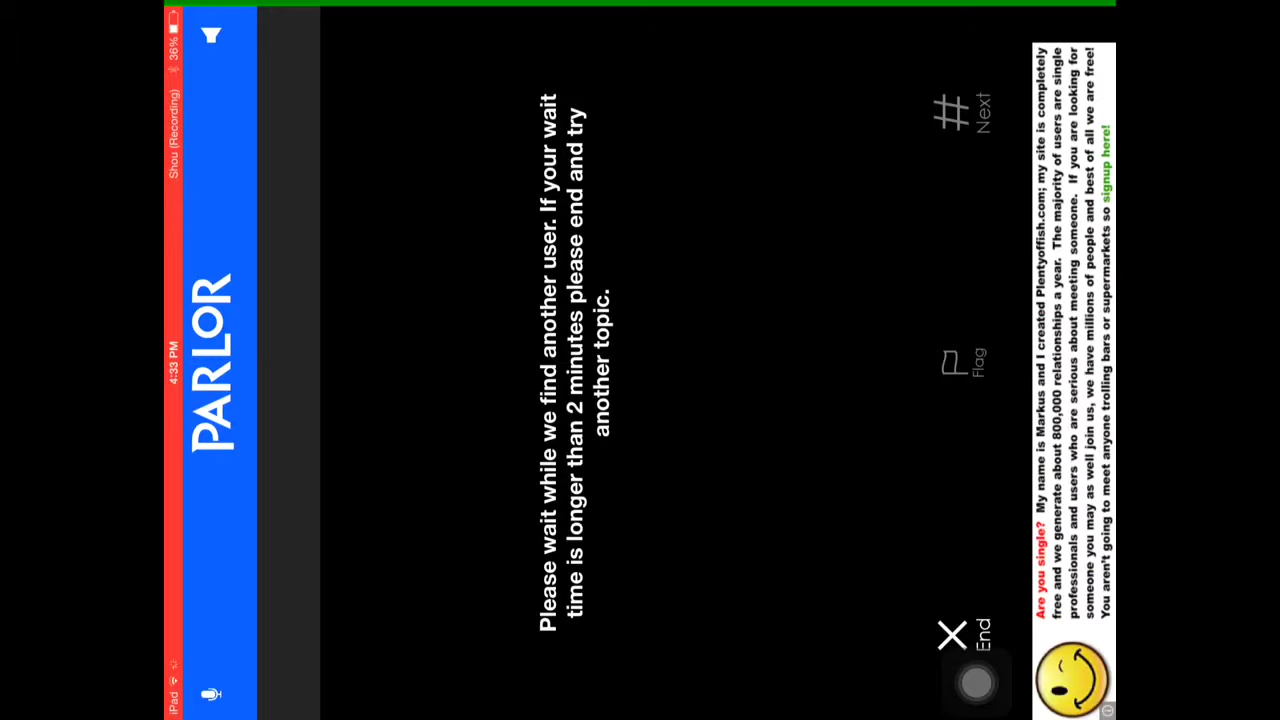 iPad 4:33 PM Shou (Recording) 36%
PARLOR
Please wait while we find another user. If your wait
time is longer than 2 minutes please end and try
another topic.
End Flag Next
Are you single? My name is Markus and I created Plentyoffish.com; my site is completely
free and we generate about 800,000 relationships a year. The majority of users are single
professionals and users who are serious about meeting someone. If you are looking for
someone you may as well join us, we have millions of people and best of all we are free!
You aren't going to meet anyone trolling bars or supermarkets so signup here!